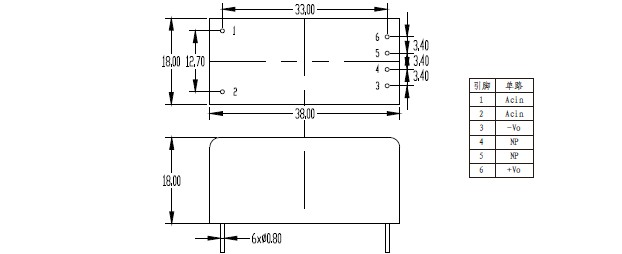 33.00
1
6
5
4
3
2
3.40
3.40
3.40
18.00
12.70
38.00
18.00
6xØ0.80
引脚 单路
1 Acin
2 Acin
3 -Vo
4 NP
5 NP
6 +Vo